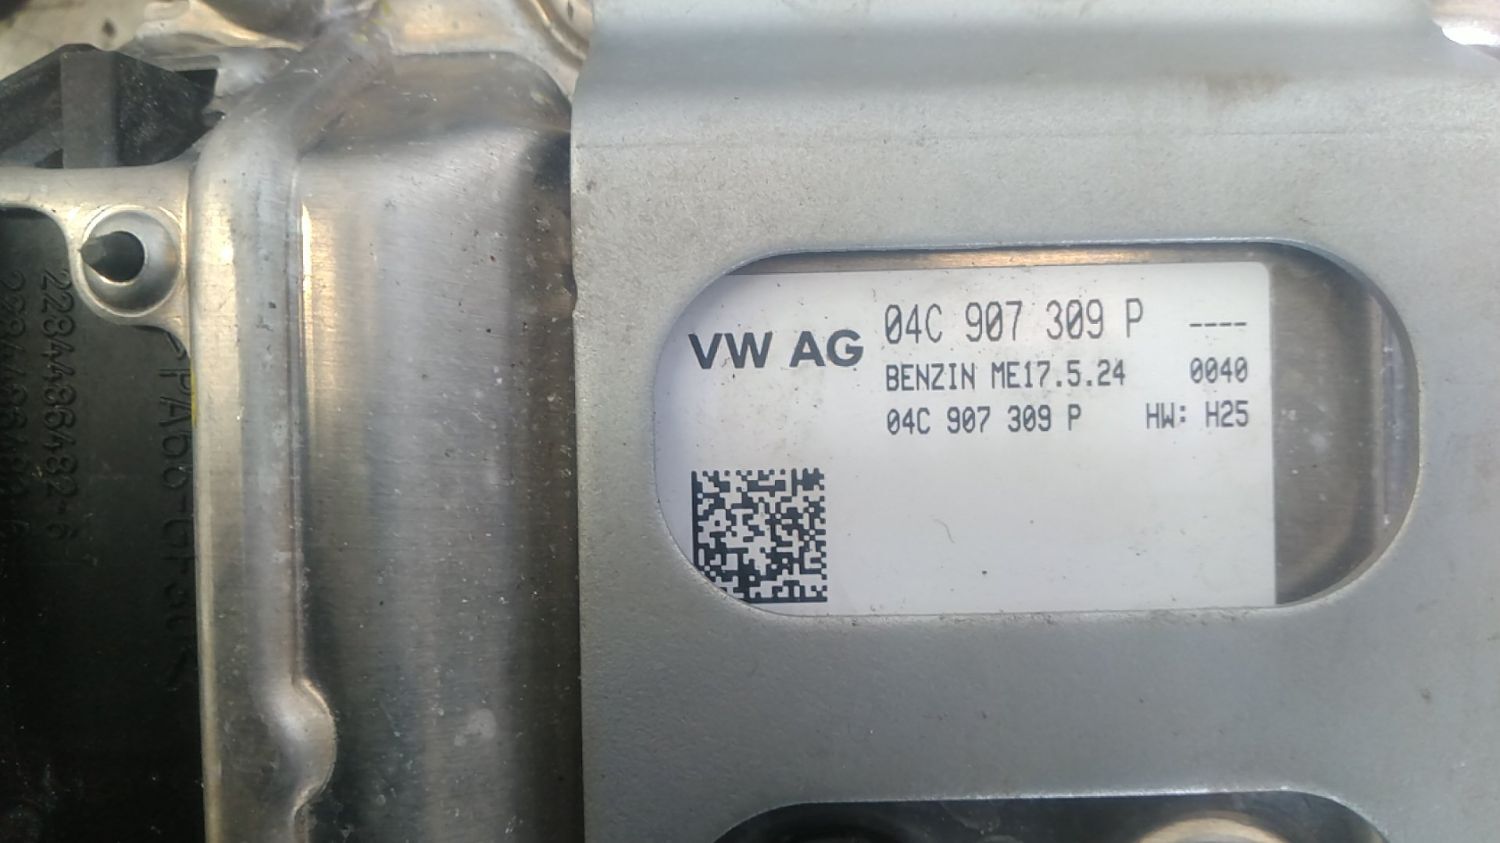 VW AG
04C 907 309 P ----
BENZIN ME17.5.24 0040
04C 907 309 P HW: H25